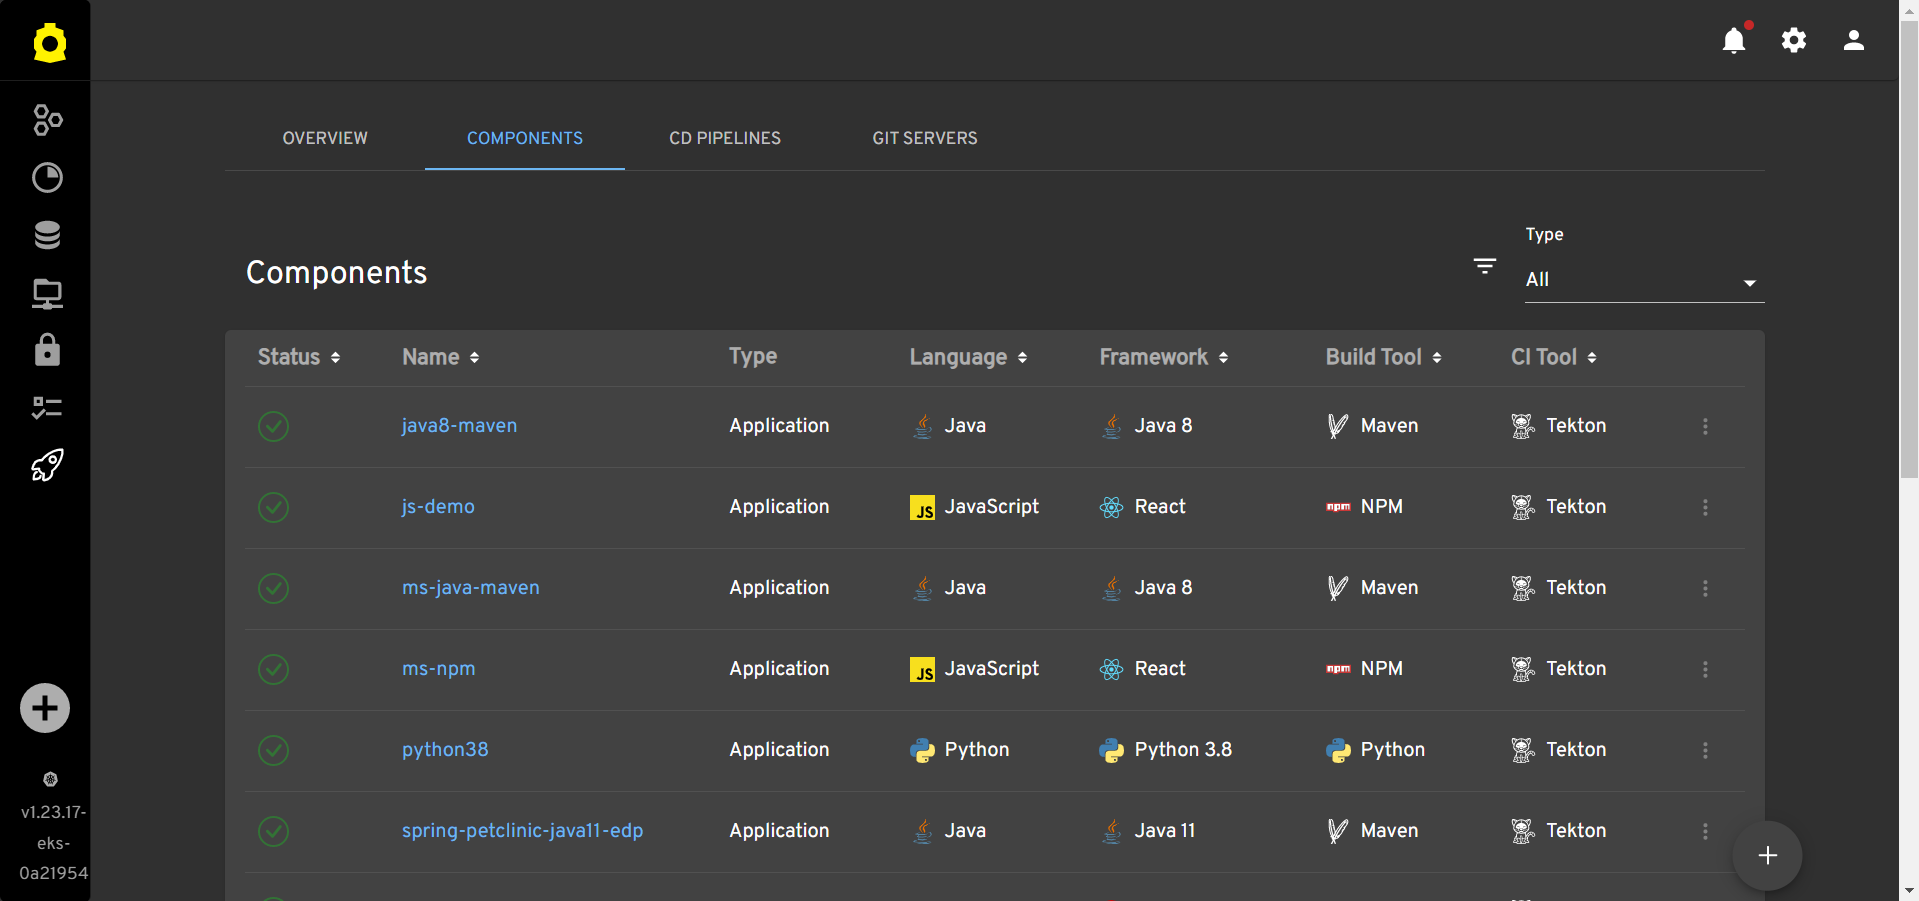 OVERVIEW COMPONENTS CD PIPELINES GIT SERVERS
Type
Components
All
Status Name Type Language Framework Build Tool CI Tool
java8-maven Application Java Java 8 Maven Tekton
js-demo Application JS JavaScript React npm NPM Tekton
ms-java-maven Application Java Java 8 Maven Tekton
ms-npm Application JS JavaScript React npm NPM Tekton
python38 Application Python Python 3.8 Python Tekton
spring-petclinic-java11-edp Application Java Java 11 Maven Tekton
v1.23.17-
eks-
0a21954